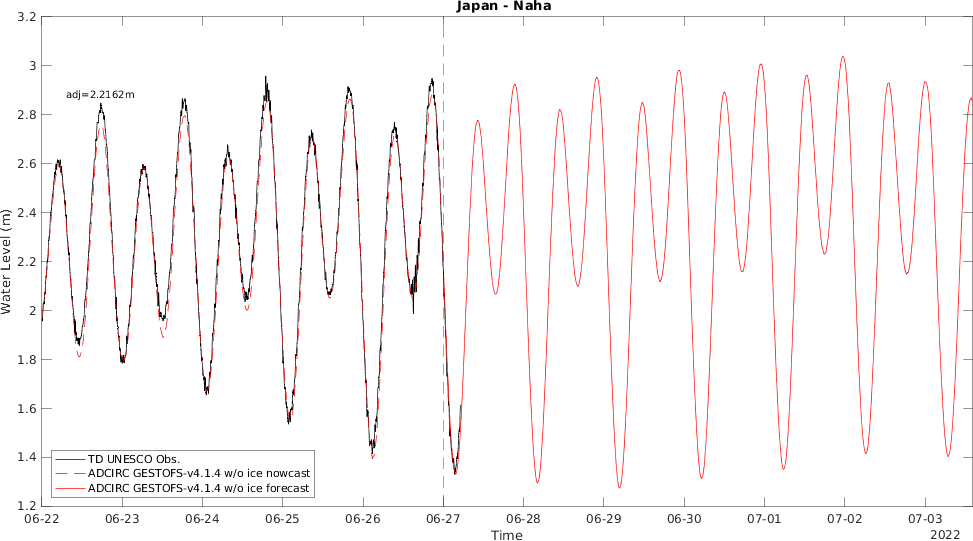 Japan - Naha
3.2
3
2.8
2.6
2.4
2.2
2
1.8
1.6
1.4
1.2
Water Level (m)
adj=2.2162m
TD UNESCO Obs.
ADCIRC GESTOFS-v4.1.4 w/o ice nowcast
ADCIRC GESTOFS-v4.1.4 w/o ice forecast
06-22 06-23 06-24 06-25 06-26 06-27 06-28 06-29 06-30 07-01 07-02 07-03
Time
2022